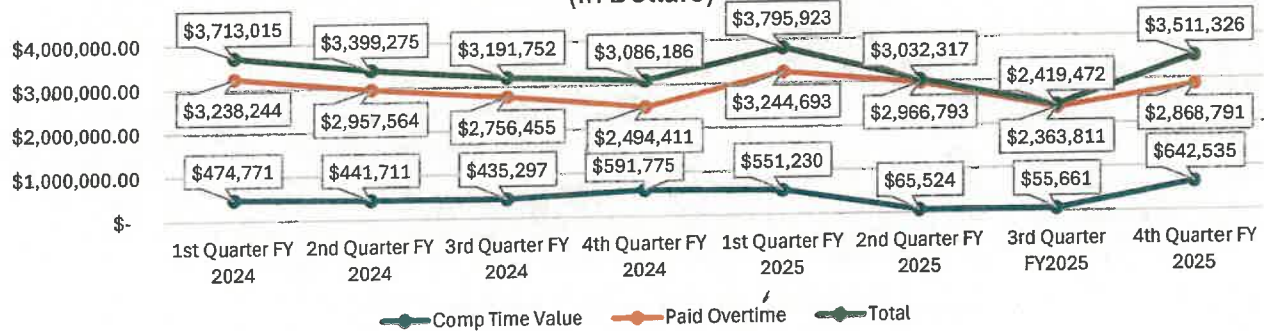 (In Dollars)
$3,713,015 $3,399,275 $3,191,752 $3,086,186 $3,795,923 $3,032,317 $2,419,472 $3,511,326
$4,000,000.00
$3,000,000.00
$3,238,244 $2,957,564 $2,756,455 $2,494,411 $3,244,693 $2,966,793 $2,363,811 $2,868,791
$2,000,000.00
$474,771 $441,711 $435,297 $591,775 $551,230 $65,524 $55,661 $642,535
$1,000,000.00
$-
1st Quarter FY 2nd Quarter FY 3rd Quarter FY 4th Quarter FY 1st Quarter FY 2nd Quarter FY 3rd Quarter 4th Quarter FY
2024 2024 2024 2024 2025 2025 FY2025 2025
Comp Time Value Paid Overtime Total